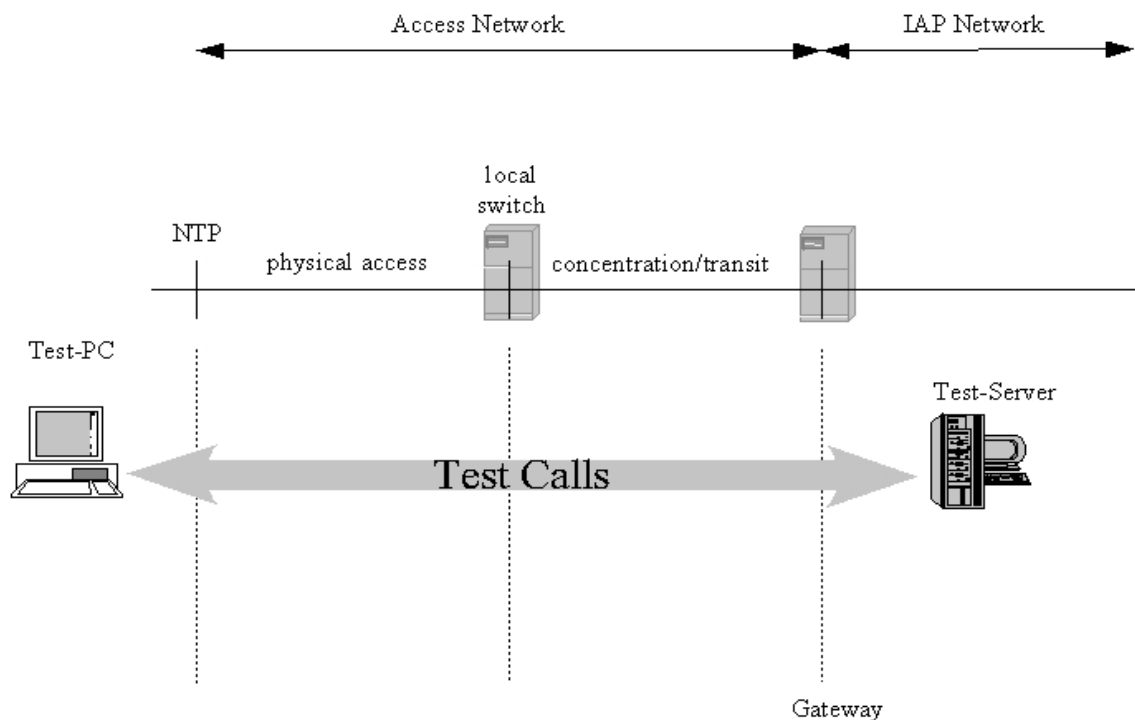 Access Network
IAP Network
local
switch
NTP
physical access
concentration/transit
Test-PC
Test-Server
Test Calls
Gateway